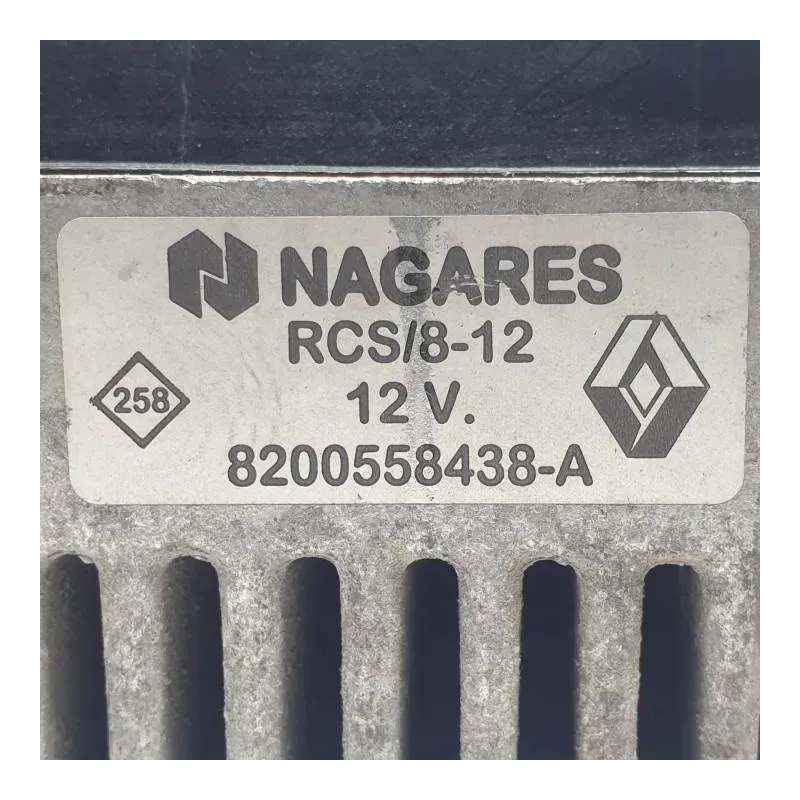 NAGARES
RCS/8-12
258
12 V.
8200558438-A